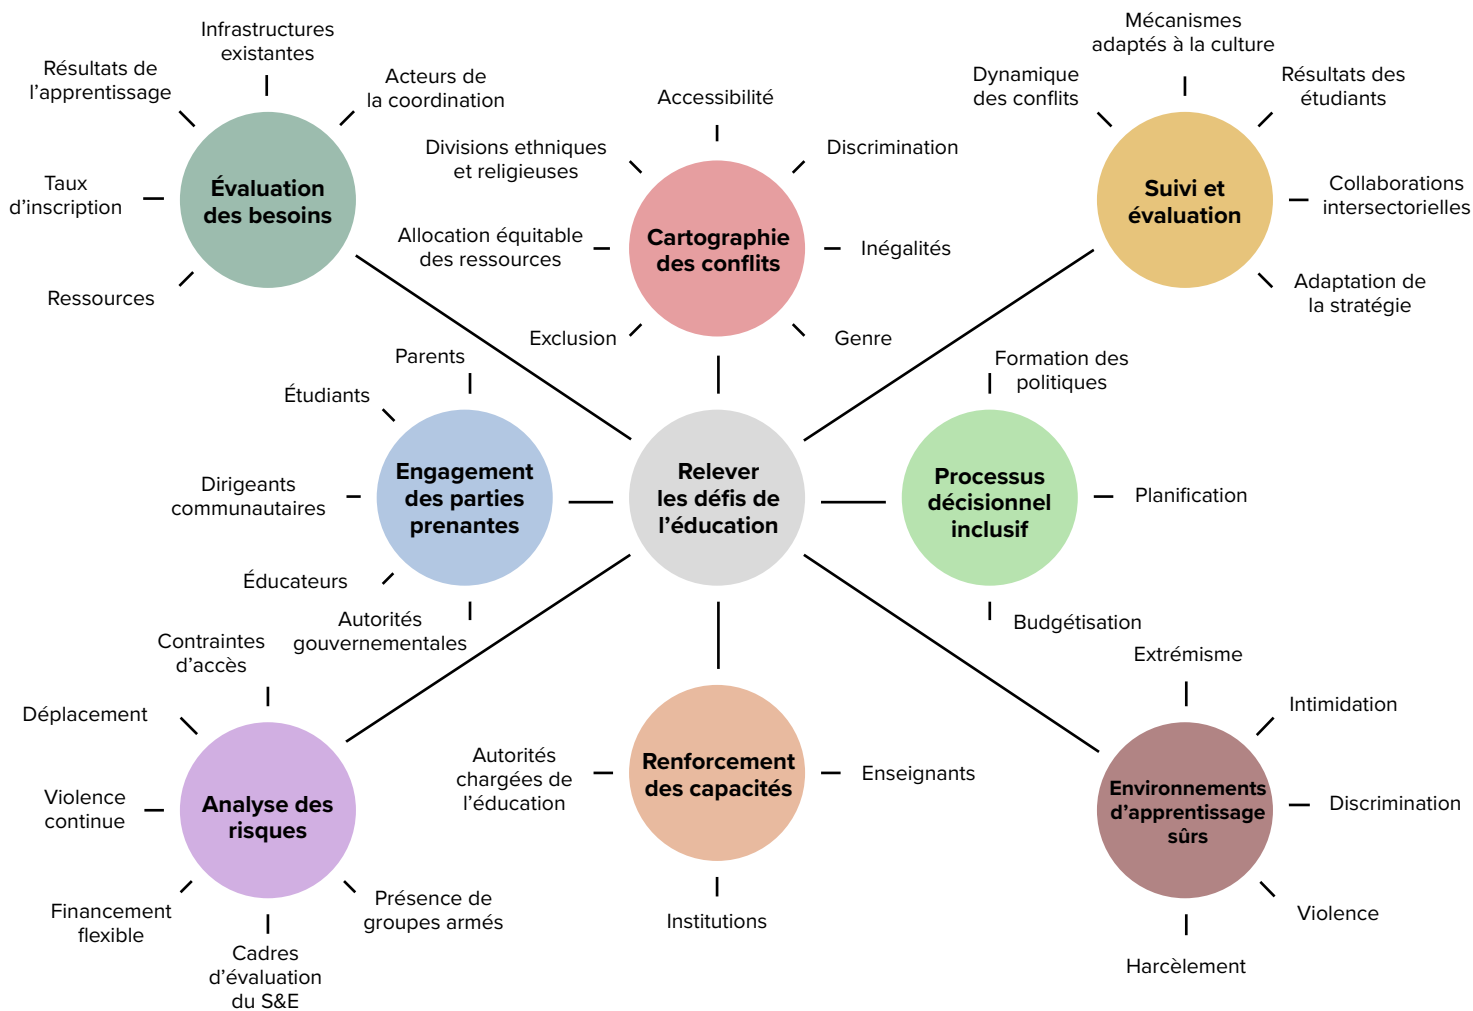 Infrastructures
existantes
Résultats de
l’apprentissage
Acteurs de
la coordination
Taux
d’inscription
Ressources
Évaluation
des besoins
Accessibilité
Divisions ethniques
et religieuses
Discrimination
Allocation équitable
des ressources
Inégalités
Exclusion
Genre
Cartographie
des conflits
Mécanismes
adaptés à la culture
Dynamique
des conflits
Résultats des
étudiants
Collaborations
intersectorielles
Adaptation de
la stratégie
Suivi et
évaluation
Parents
Étudiants
Dirigeants
communautaires
Éducateurs
Autorités
gouvernementales
Engagement
des parties
prenantes
Relever
les défis de
l’éducation
Formation des
politiques
Planification
Budgétisation
Processus
décisionnel
inclusif
Contraintes
d’accès
Déplacement
Violence
continue
Financement
flexible
Cadres
d’évaluation
du S&E
Présence de
groupes armés
Analyse des
risques
Autorités
chargées de
l’éducation
Enseignants
Institutions
Renforcement
des capacités
Extrémisme
Intimidation
Discrimination
Violence
Harcèlement
Environnements
d’apprentissage
sûrs